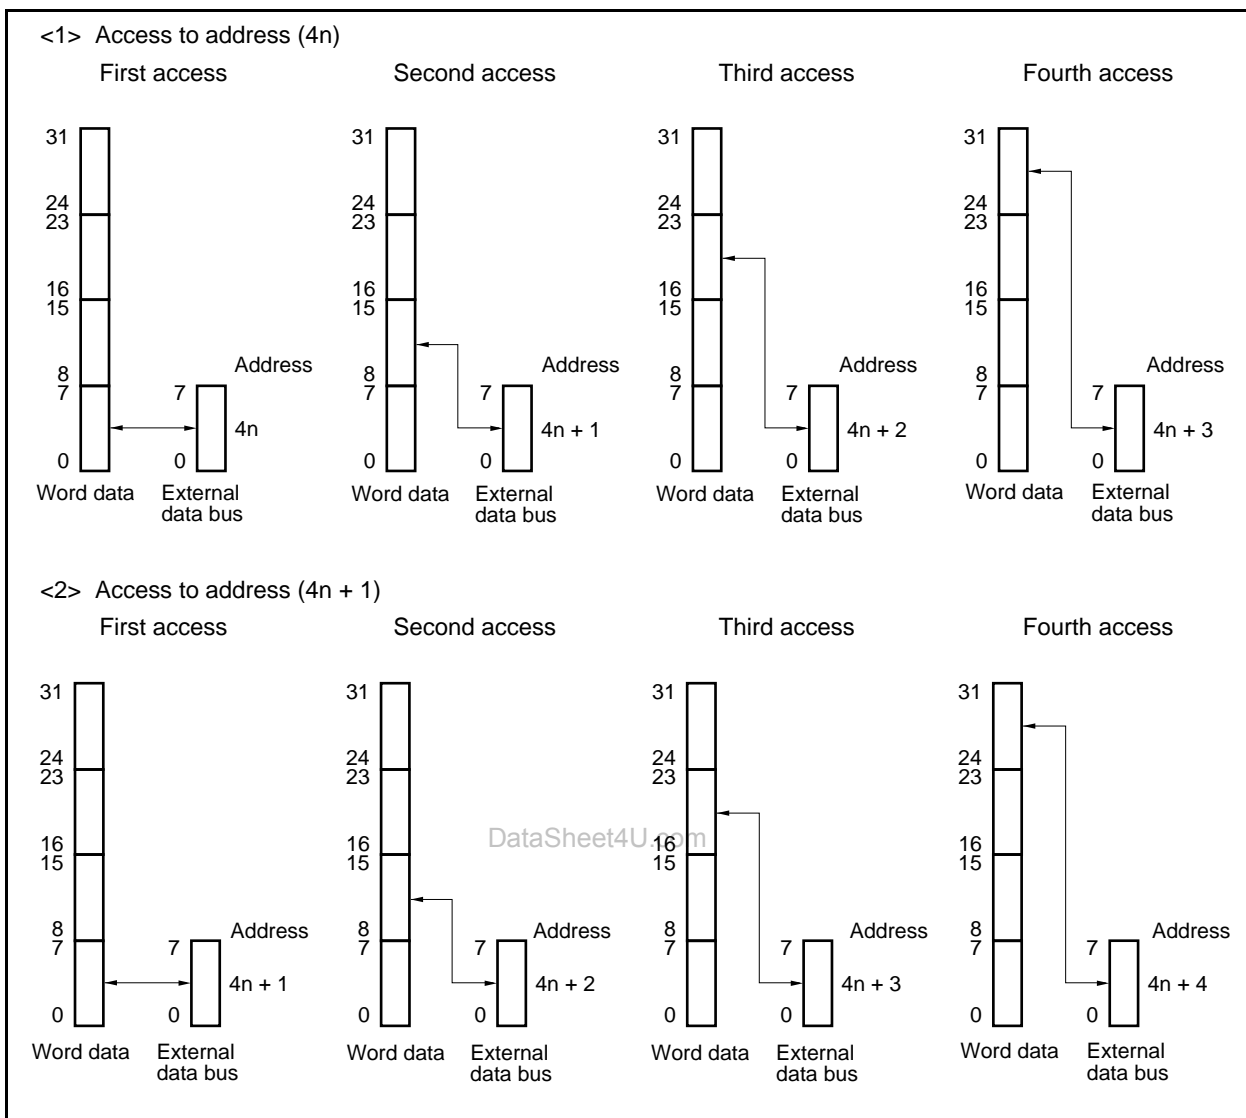 <1> Access to address (4n)
First access Second access Third access Fourth access
31 31 31 31
24 24 24 24
23 23 23 23
16 16 16 16
15 15 15 15
Address Address Address Address
8 8 8 8
7 7 7 7 7 7 7 7
4n 4n + 1 4n + 2 4n + 3
0 0 0 0 0 0 0 0
Word data External data bus Word data External data bus Word data External data bus Word data External data bus
<2> Access to address (4n + 1)
First access Second access Third access Fourth access
31 31 31 31
24 24 24 24
23 23 23 23
DataSheet4U.com
16 16 16 16
15 15 15 15
8 8 8 8
Address Address Address Address
7 7 7 7 7 7 7 7
4n + 1 4n + 2 4n + 3 4n + 4
0 0 0 0 0 0 0 0
Word data External data bus Word data External data bus Word data External data bus Word data External data bus